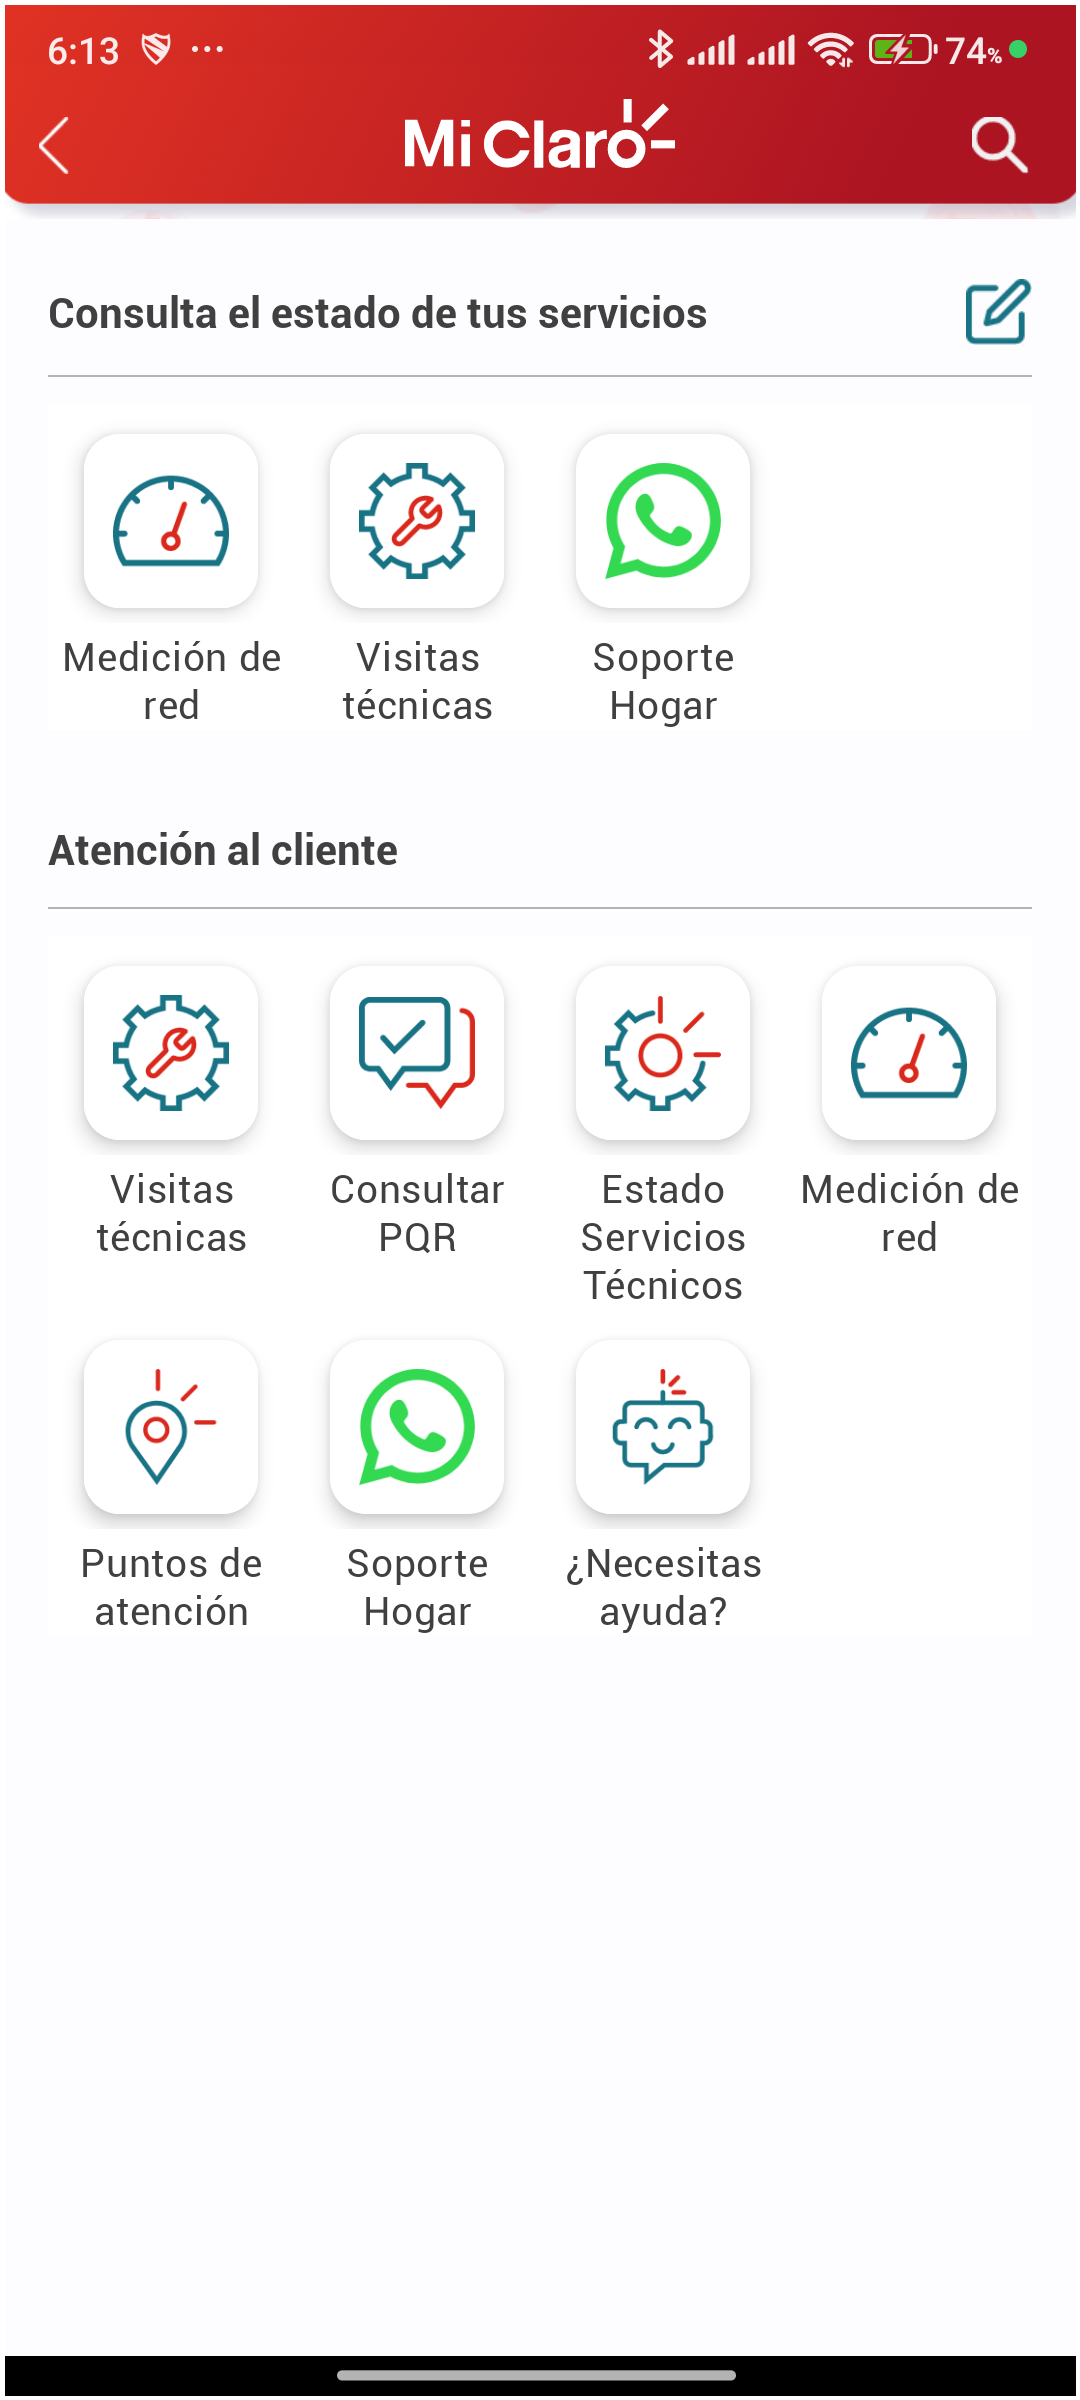 6:13 ... 74%
Mi Claro
Consulta el estado de tus servicios
Medición de
red
Visitas
técnicas
Soporte
Hogar
Atención al cliente
Visitas
técnicas
Consultar
PQR
Estado
Servicios
Técnicos
Medición de
red
Puntos de
atención
Soporte
Hogar
¿Necesitas
ayuda?